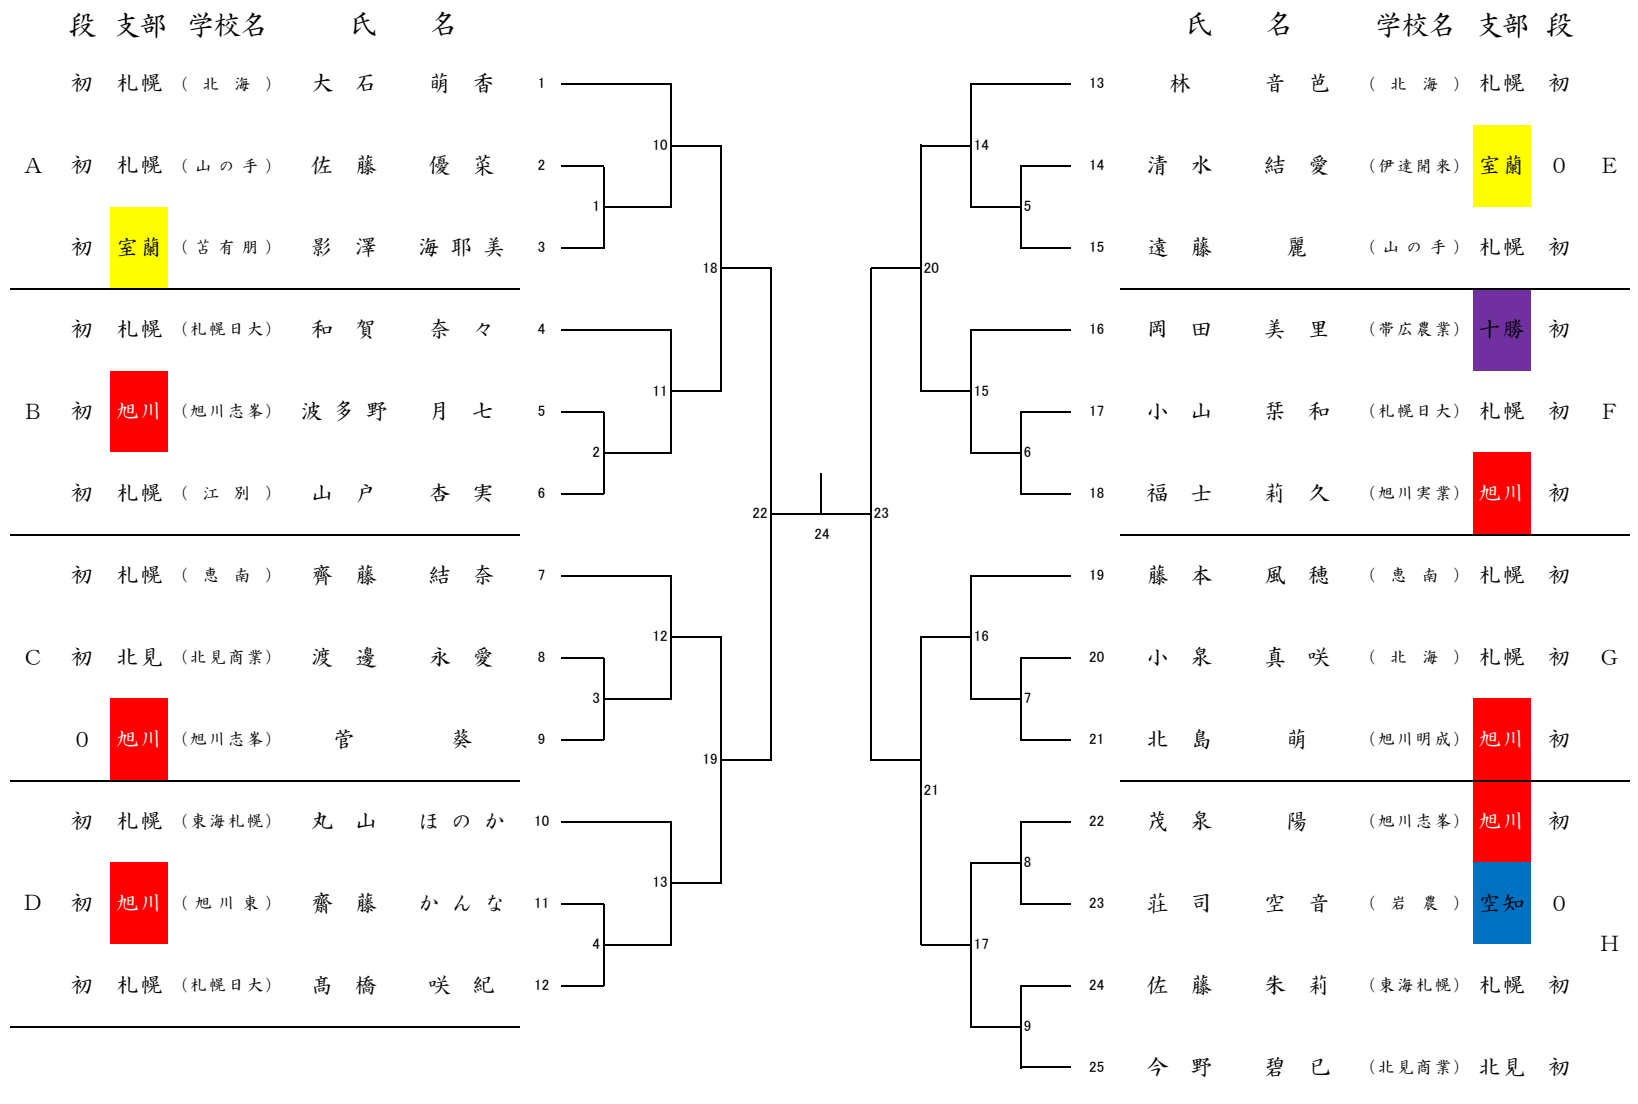 段 支部 学校名 氏 名 氏 名 学校名 支部 段
初 札幌 (北海) 大石 萌香 1 13 林 音芭 (北海) 札幌 初
10 14
A 初 札幌 (山の手) 佐藤 優菜 2 14 清水 結愛 (伊達開来) 室蘭 0 E
1 5
初 室蘭 (苫有朋) 影澤 海耶美 3 15 遠藤 麗 (山の手) 札幌 初
18 20
初 札幌 (札幌日大) 和賀 奈々 4 16 岡田 美里 (帯広農業) 十勝 初
11 15
B 初 旭川 (旭川志峯) 波多野 月七 5 17 小山 栞和 (札幌日大) 札幌 初 F
2 6
初 札幌 (江別) 山戸 杏実 6 18 福士 莉久 (旭川実業) 旭川 初
22 23
24
初 札幌 (恵南) 齊藤 結奈 7 19 藤本 風穂 (恵南) 札幌 初
12 16
C 初 北見 (北見商業) 渡邊 永愛 8 20 小泉 真咲 (北海) 札幌 初 G
3 7
0 旭川 (旭川志峯) 菅 葵 9 21 北島 萌 (旭川明成) 旭川 初
19
21
初 札幌 (東海札幌) 丸山 ほのか 10 22 茂泉 陽 (旭川志峯) 旭川 初
13 8
D 初 旭川 (旭川東) 齋藤 かんな 11 23 荘司 空音 (岩農) 空知 0
4 17 H
初 札幌 (札幌日大) 髙橋 咲紀 12 24 佐藤 朱莉 (東海札幌) 札幌 初
9
25 今野 碧巳 (北見商業) 北見 初